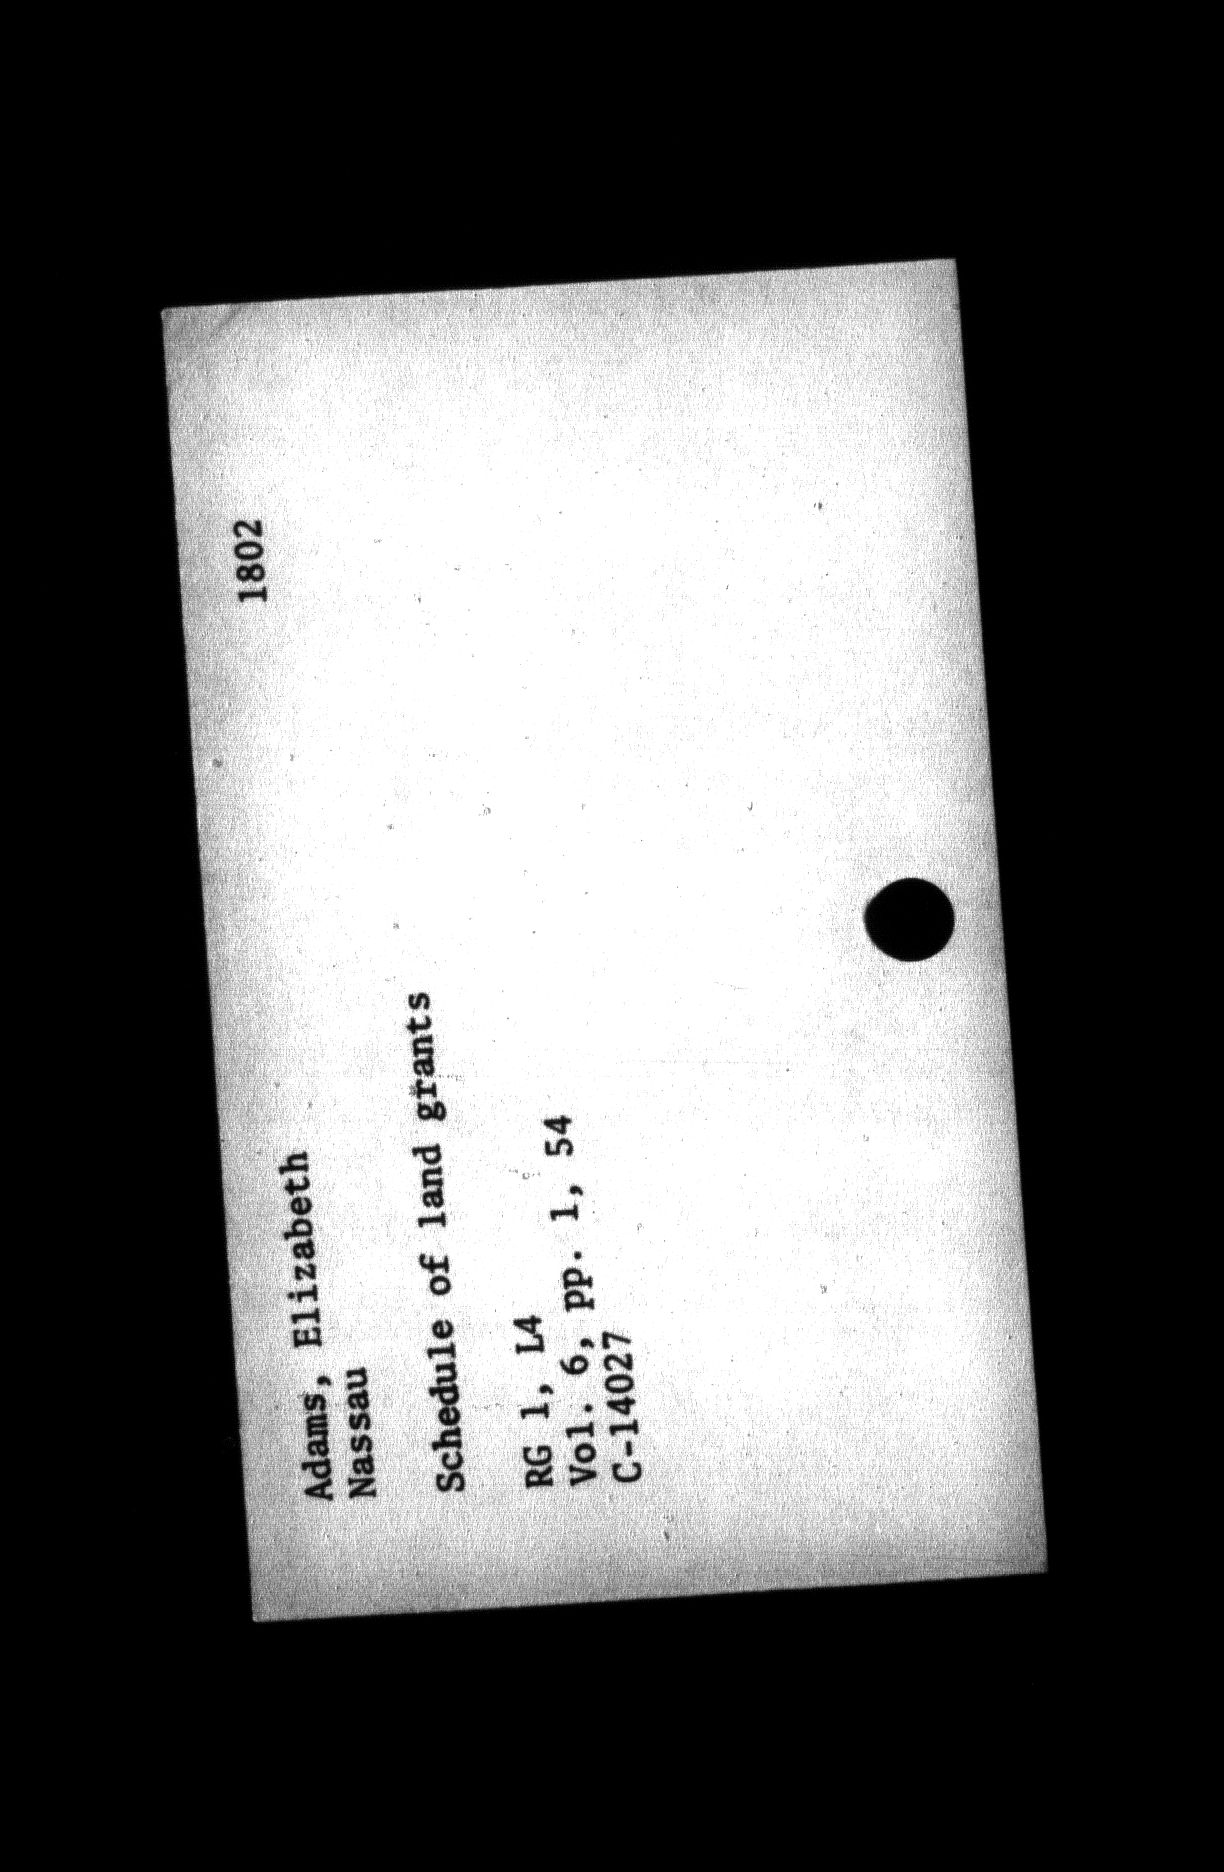 1802
Adams, Elizabeth
Nassau
Schedule of land grants
RG 1, L4
Vol. 6, pp. 1, 54
C-14027